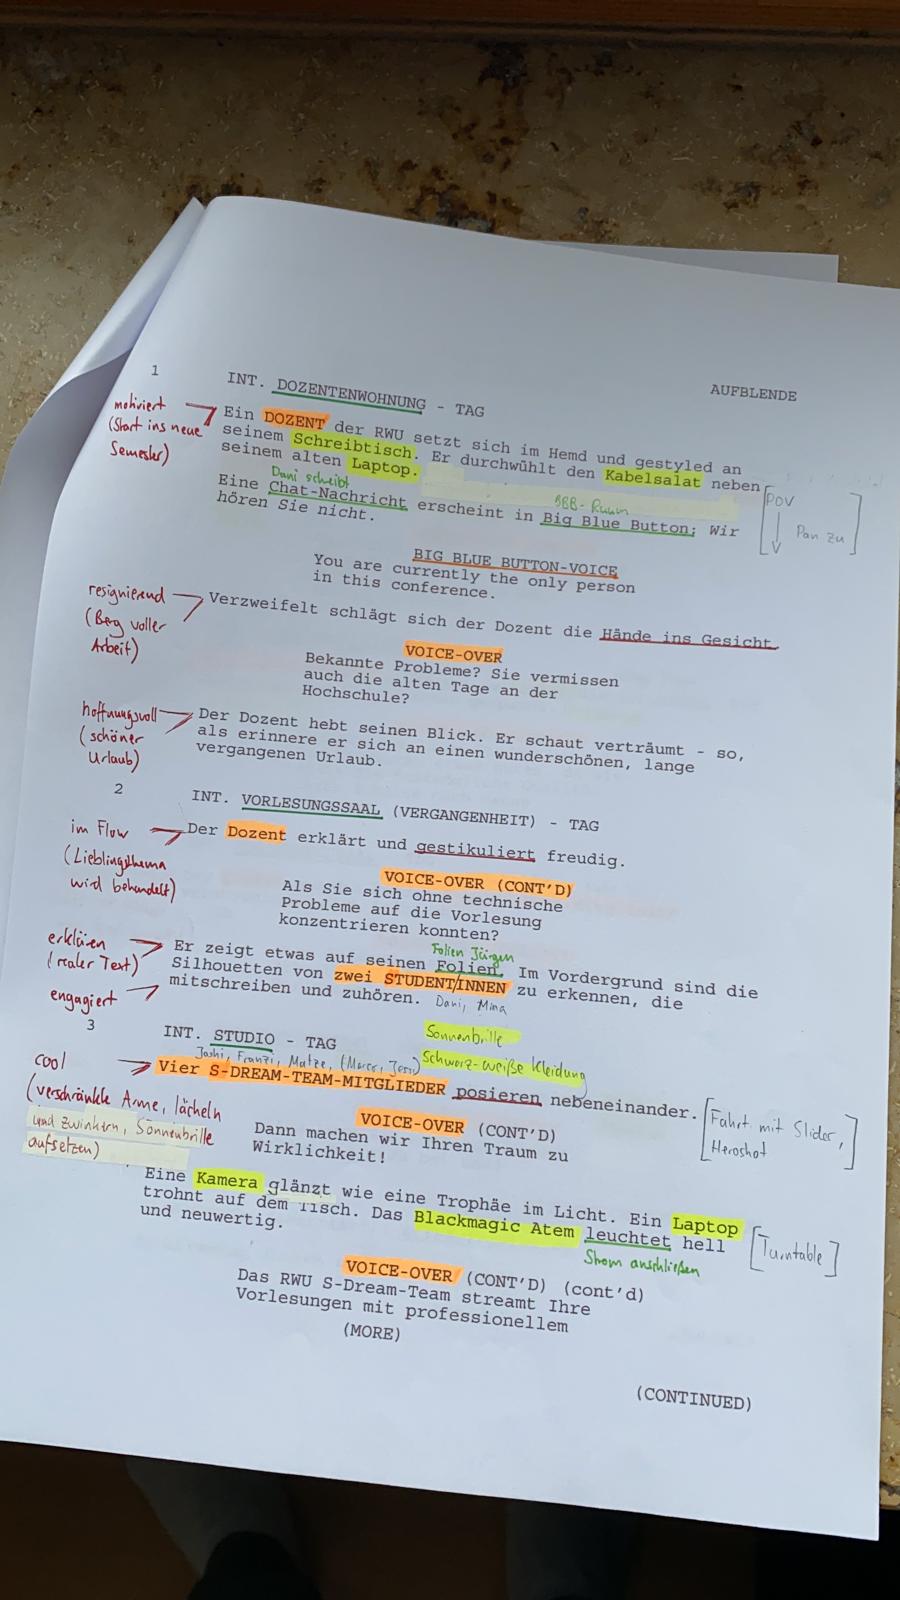 1
INT. DOZENTENWOHNUNG - TAG
AUFBLENDE
motiviert
(Start ins neue
Semester)
Ein DOZENT der RWU setzt sich im Hemd und gestyled an
seinem Schreibtisch. Er durchwühlt den Kabelsalat neben
seinem alten Laptop.
Dani scheibt
BBB-Raum
Eine Chat-Nachricht erscheint in Big Blue Button; Wir
hören Sie nicht.
POV
Pan zu
BIG BLUE BUTTON-VOICE
You are currently the only person
in this conference.
resignierend
(Berg voller
Arbeit)
Verzweifelt schlägt sich der Dozent die Hände ins Gesicht
VOICE-OVER
Bekannte Probleme? Sie vermissen
auch die alten Tage an der
Hochschule?
hoffnungsvoll
(schöner
Urlaub)
Der Dozent hebt seinen Blick. Er schaut verträumt - so,
als erinnere er sich an einen wunderschönen, lange
vergangenen Urlaub.
2
INT. VORLESUNGSSAAL (VERGANGENHEIT) - TAG
im Flow
(Lieblingsthema
wird behandelt)
Der Dozent erklärt und gestikuliert freudig.
VOICE-OVER (CONT'D)
Als Sie sich ohne technische
Probleme auf die Vorlesung
konzentrieren konnten?
erklären
(realer Text)
engagiert
Folien Jürgen
Er zeigt etwas auf seinen Folien. Im Vordergrund sind die
Silhouetten von zwei STUDENT/INNEN zu erkennen, die
mitschreiben und zuhören.
Dani, Mina
3
INT. STUDIO - TAG
Sonnenbrille
Schwarz-weiße Kleidung
Joshi, Franzi, Matze,
cool
(verschränkte Arme, lächeln
und zwinkern, Sonnenbrille
aufsetzen)
Vier S-DREAM-TEAM-MITGLIEDER posieren nebeneinander.
Fahrt mit Slider,
Heroshot
VOICE-OVER (CONT'D)
Dann machen wir Ihren Traum zu
Wirklichkeit!
Eine Kamera glänzt wie eine Trophäe im Licht. Ein Laptop
trohnt auf dem Tisch. Das Blackmagic Atem leuchtet hell
und neuwertig.
Strom anschließen
Turntable
VOICE-OVER (CONT'D) (cont'd)
Das RWU S-Dream-Team streamt Ihre
Vorlesungen mit professionellem
(MORE)
(CONTINUED)